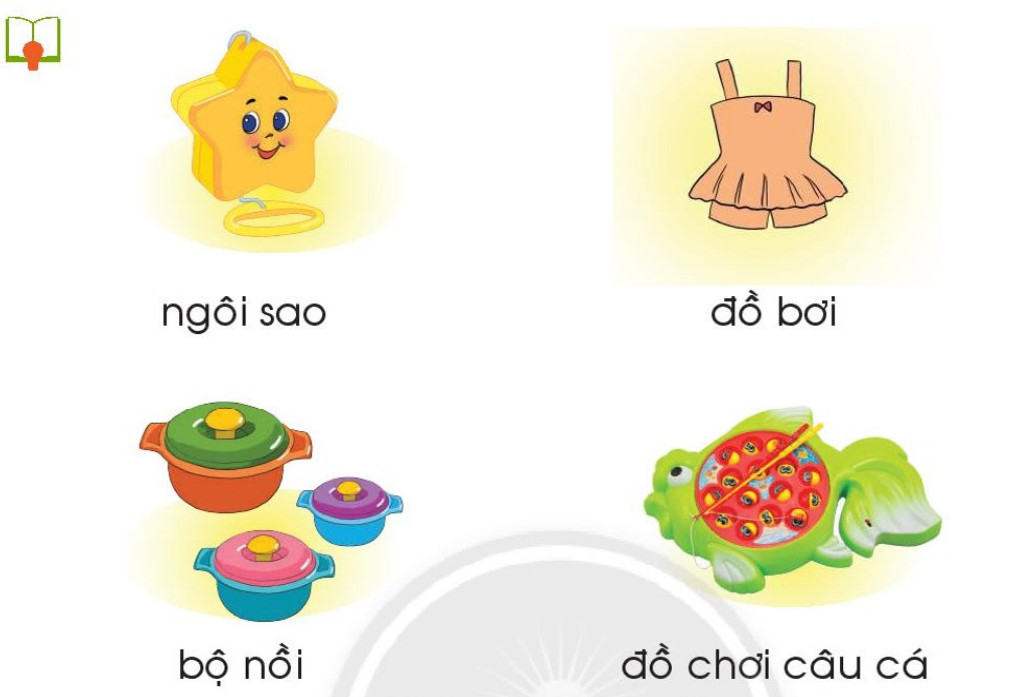 ngôi sao
đồ bơi
bộ nồi
đồ chơi câu cá